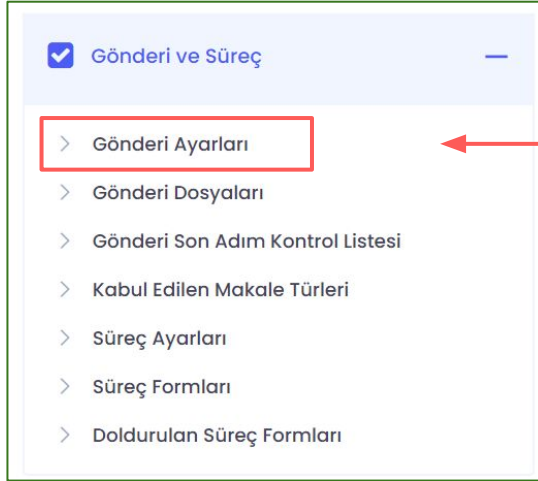 Gönderi ve Süreç
Gönderi Ayarları
Gönderi Dosyaları
Gönderi Son Adım Kontrol Listesi
Kabul Edilen Makale Türleri
Süreç Ayarları
Süreç Formları
Doldurulan Süreç Formları